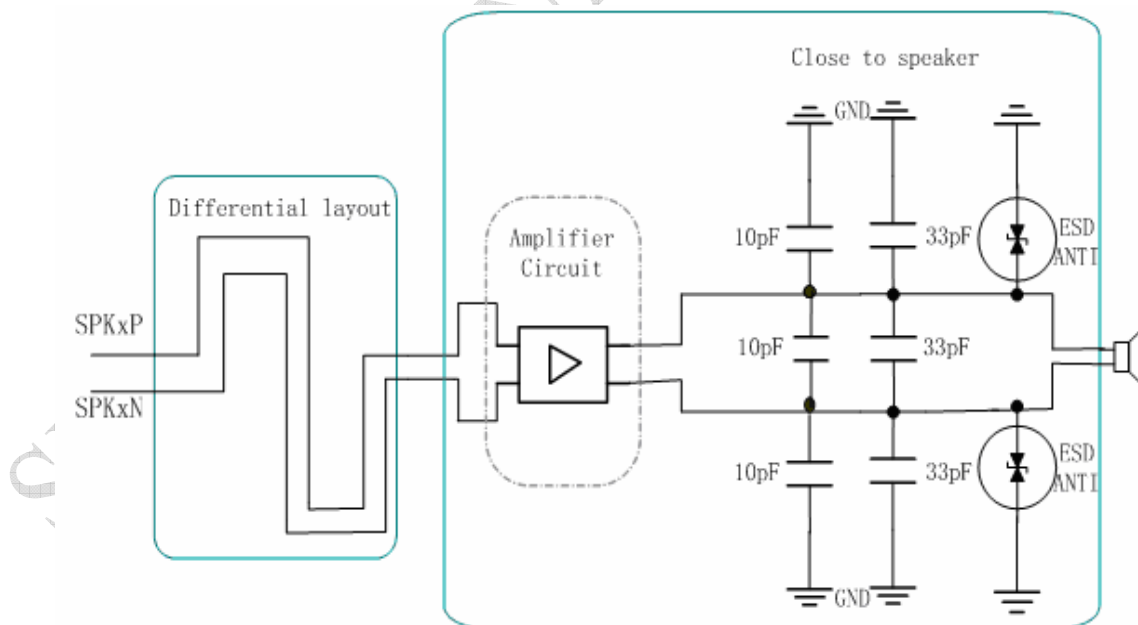 Close to speaker
GND
Differential layout
Amplifier
Circuit
10pF
33pF
ESD
ANTI
SPKxP
10pF
33pF
SPKxN
10pF
33pF
ESD
ANTI
GND